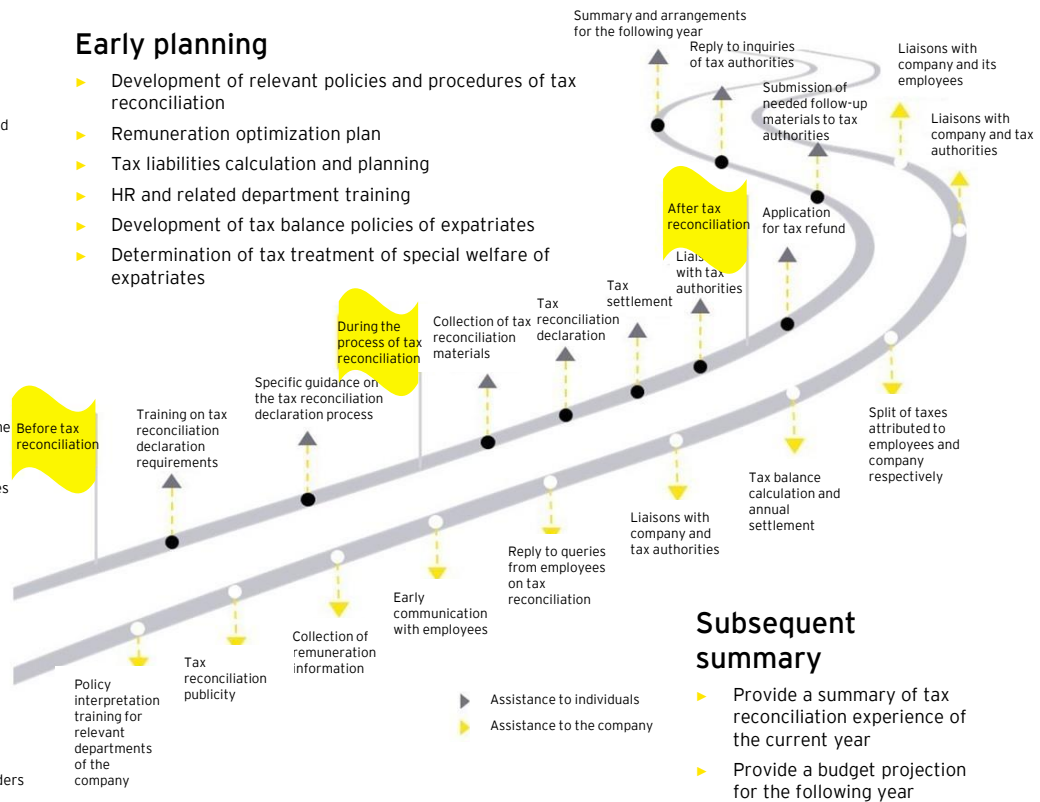 Early planning
► Development of relevant policies and procedures of tax
reconciliation
► Remuneration optimization plan
► Tax liabilities calculation and planning
► HR and related department training
► Development of tax balance policies of expatriates
► Determination of tax treatment of special welfare of
expatriates
Summary and arrangements
for the following year
Reply to inquiries
of tax authorities
Submission of
needed follow-up
materials to tax
authorities
Liaisons with
company and its
employees
Liaisons with
company and tax
authorities
After tax
reconciliation
Application
for tax refund
with tax
authorities
Tax
settlement
Tax
reconciliation
declaration
Collection of tax
reconciliation
materials
During the
process of tax
reconciliation
Specific guidance on
the tax reconciliation
declaration process
Training on tax
reconciliation
declaration
requirements
Before tax
reconciliation
Split of taxes
attributed to
employees and
company
respectively
Tax balance
calculation and
annual
settlement
Liaisons with
company and
tax authorities
Reply to queries
from employees
on tax
reconciliation
Early
communication
with employees
Collection of
remuneration
information
Tax
reconciliation
publicity
Policy
interpretation
training for
relevant
departments
of the
company
Assistance to individuals
Assistance to the company
Subsequent
summary
► Provide a summary of tax
reconciliation experience of
the current year
► Provide a budget projection
for the following year